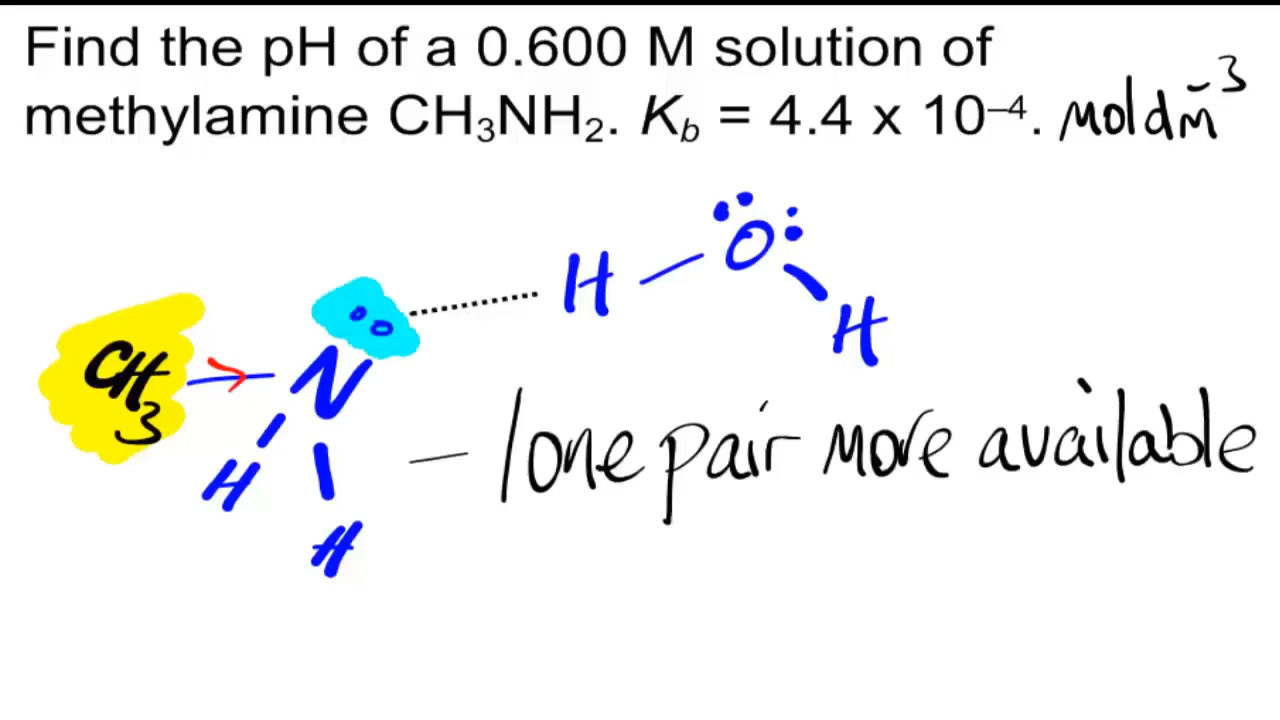 Find the pH of a 0.600 M solution of
methylamine CH₃NH₂. K_b = 4.4 x 10⁻⁴. mol dm⁻³
H — O
CH₃ N H
H
H
— lone pair more available